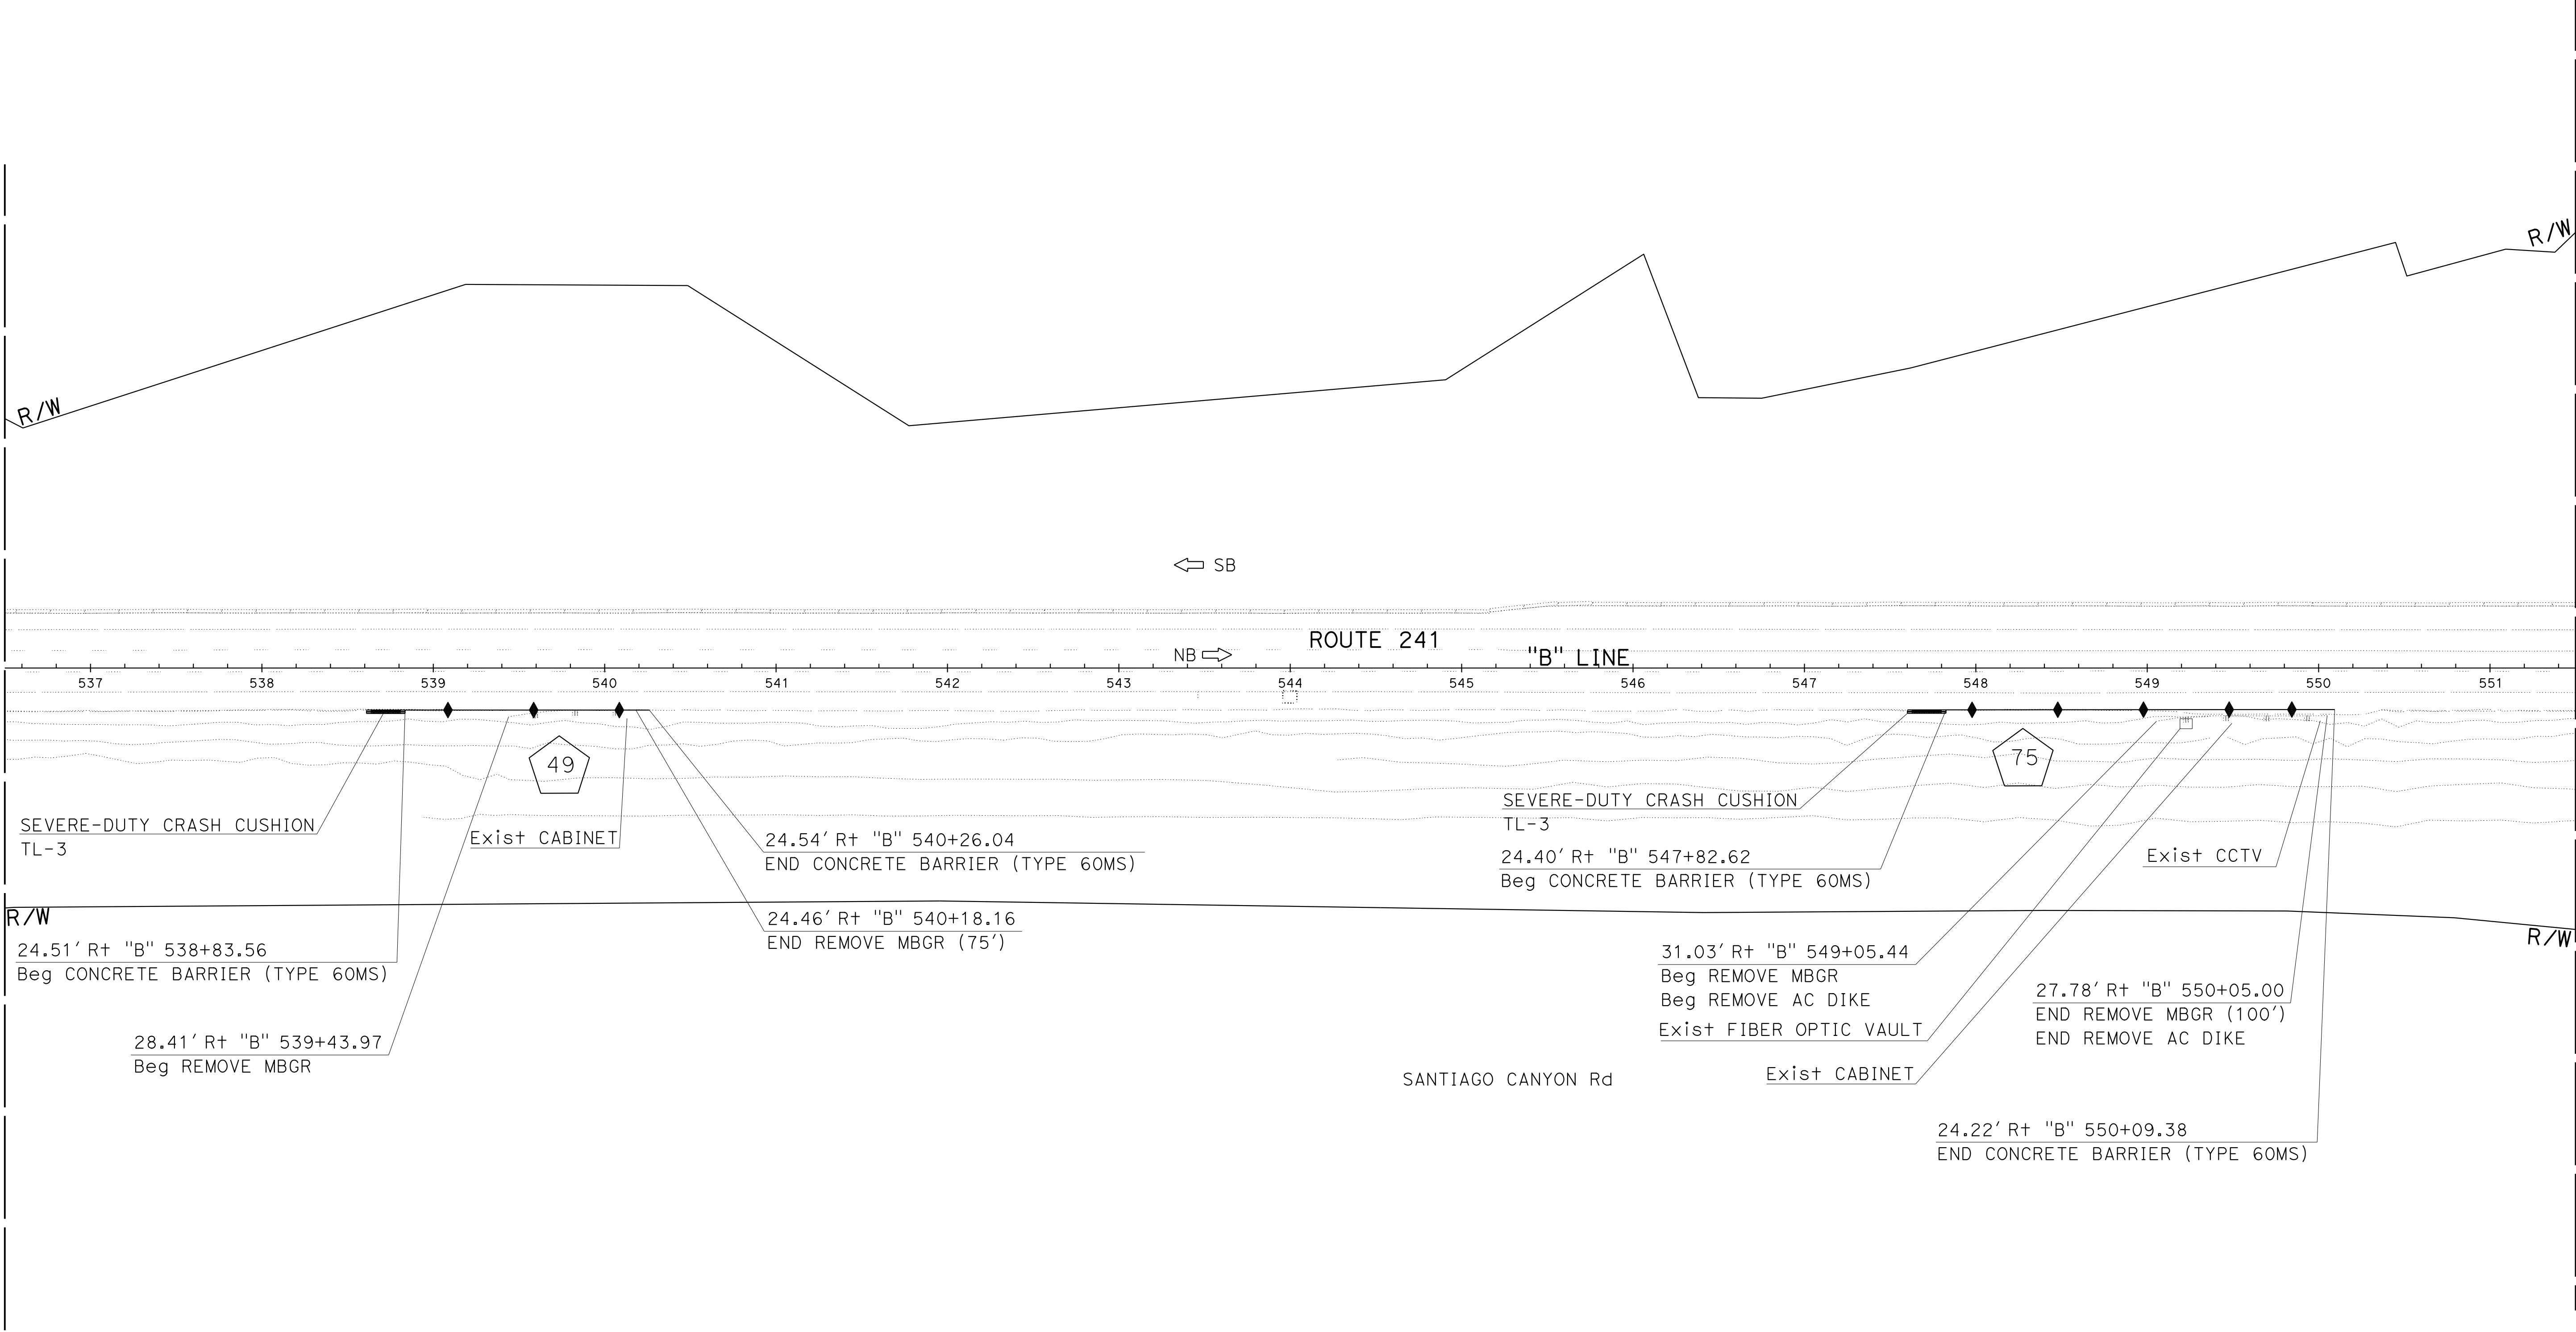 R/W
R/W
SB
ROUTE 241
NB
"B" LINE
537 538 539 540 541 542 543 544 545 546 547 548 549 550 551
49
75
SEVERE-DUTY CRASH CUSHION
TL-3
Exist CABINET
24.54' Rt "B" 540+26.04
END CONCRETE BARRIER (TYPE 60MS)
SEVERE-DUTY CRASH CUSHION
TL-3
24.40' Rt "B" 547+82.62
Beg CONCRETE BARRIER (TYPE 60MS)
Exist CCTV
R/W
24.46' Rt "B" 540+18.16
END REMOVE MBGR (75')
R/W
24.51' Rt "B" 538+83.56
Beg CONCRETE BARRIER (TYPE 60MS)
31.03' Rt "B" 549+05.44
Beg REMOVE MBGR
Beg REMOVE AC DIKE
27.78' Rt "B" 550+05.00
END REMOVE MBGR (100')
END REMOVE AC DIKE
Exist FIBER OPTIC VAULT
28.41' Rt "B" 539+43.97
Beg REMOVE MBGR
SANTIAGO CANYON Rd
Exist CABINET
24.22' Rt "B" 550+09.38
END CONCRETE BARRIER (TYPE 60MS)